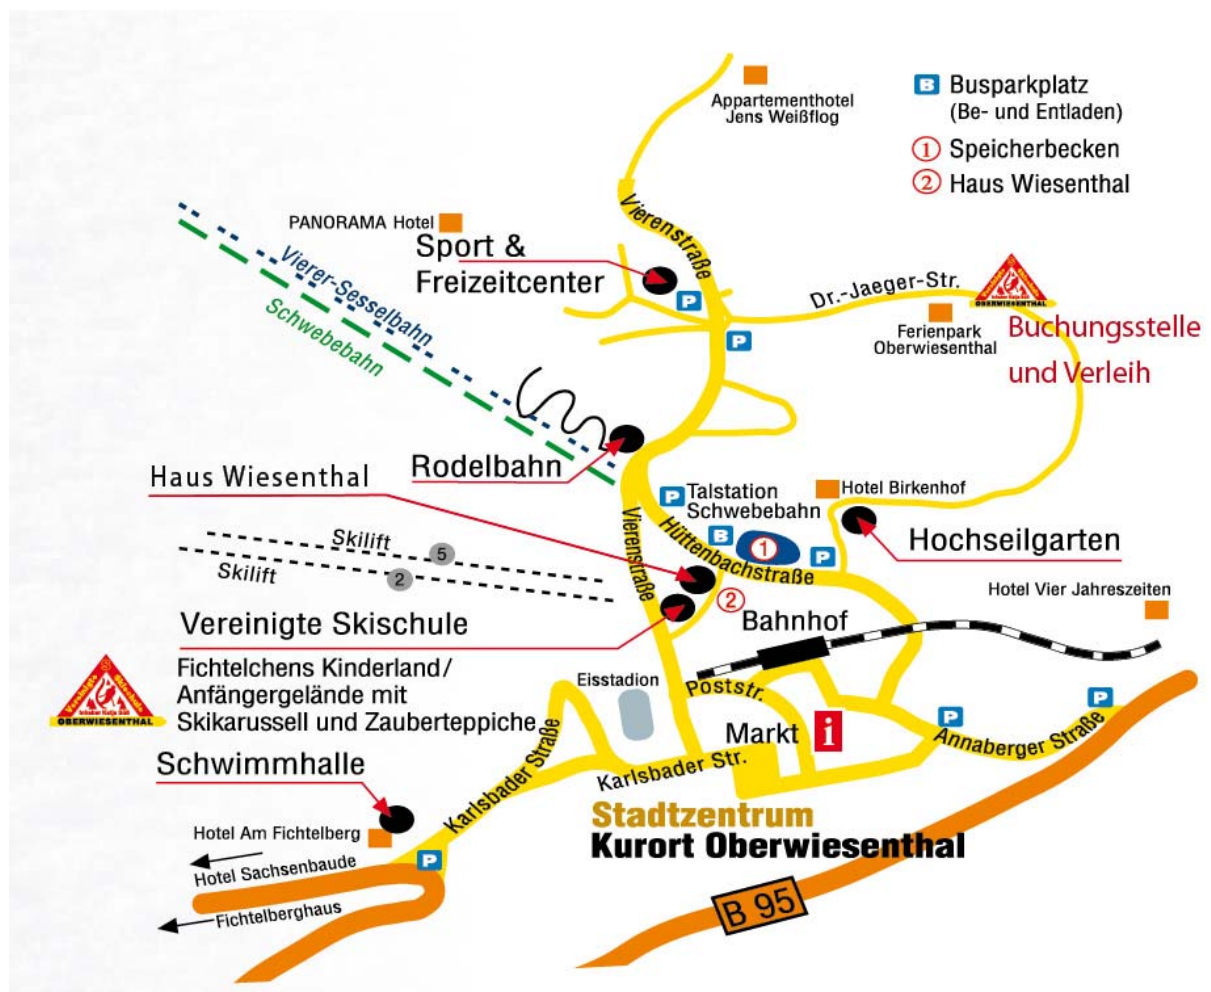 Appartementhotel
Jens Weißflog
B Busparkplatz
(Be- und Entladen)
1 Speicherbecken
2 Haus Wiesenthal
PANORAMA Hotel
Sport &
Freizeitcenter
Vierenstraße
P
P
Vierer-Sesselbahn
Schwebebahn
Dr.-Jaeger-Str.
OBERWIESENTHAL
Ferienpark
Oberwiesenthal
Buchungsstelle
und Verleih
Rodelbahn
Haus Wiesenthal
P
Talstation
Schwebebahn
Hotel Birkenhof
B
1
P
Hüttenbachstraße
Hochseilgarten
Vierenstraße
Skilift
5
Skilift
2
2
Hotel Vier Jahreszeiten
Vereinigte Skischule
Bahnhof
Fichtelchens Kinderland/
Anfängergelände mit
Skikarussell und Zauberteppiche
Vereinigte Skischule
OBERWIESENTHAL
Eisstadion
Poststr.
Markt
i
P
P
Annaberger Straße
Schwimmhalle
Karlsbader Straße
Karlsbader Str.
Stadtzentrum
Kurort Oberwiesenthal
Hotel Am Fichtelberg
P
Hotel Sachsenbaude
Fichtelberghaus
B 95